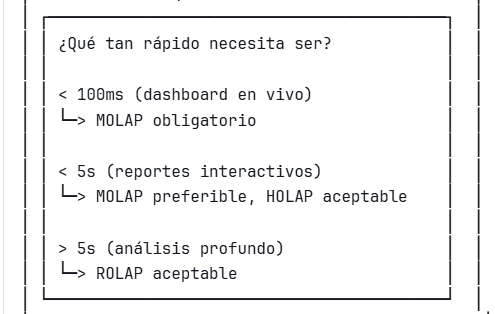 ¿Qué tan rápido necesita ser?
< 100ms (dashboard en vivo)
└─> MOLAP obligatorio
< 5s (reportes interactivos)
└─> MOLAP preferible, HOLAP aceptable
> 5s (análisis profundo)
└─> ROLAP aceptable